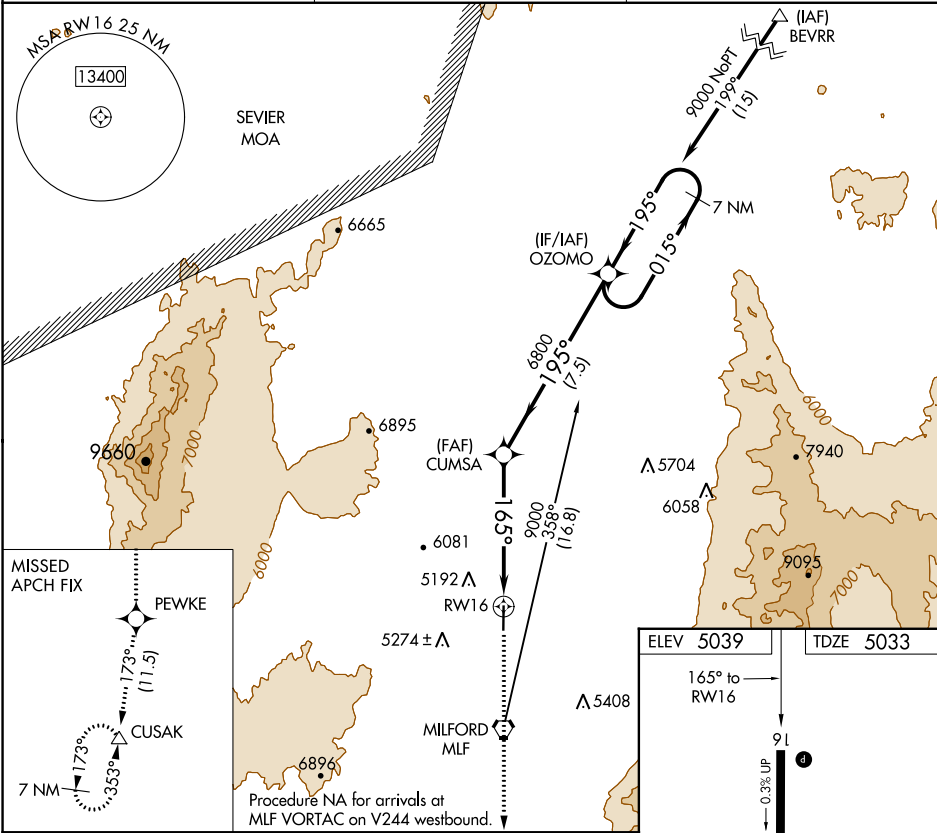 MSA RW16 25 NM
13400
SEVIER
MOA
(IAF)
BEVRR
9000 NoPT
199°
(15)
7 NM
195°
015°
(IF/IAF)
OZOMO
6665
6800
195°
(7.5)
6895
9660
7000
6000
(FAF)
CUMSA
165°
9000
358°
(16.8)
5704
6058
7940
6000
9095
7000
6081
5192
RW16
5274 ±
MILFORD
MLF
5408
6896
Procedure NA for arrivals at
MLF VORTAC on V244 westbound.
MISSED
APCH FIX
PEWKE
173°
(11.5)
CUSAK
173°
353°
7 NM
ELEV 5039
TDZE 5033
165° to
RW16
16
P
0.3% UP